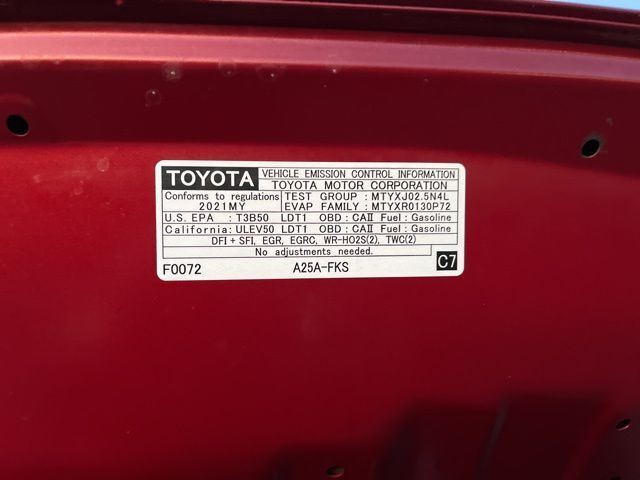 TOYOTA VEHICLE EMISSION CONTROL INFORMATION
TOYOTA MOTOR CORPORATION
Conforms to regulations TEST GROUP : MTYXJ02.5N4L
2021MY EVAP FAMILY : MTYXR0130P72
U.S. EPA : T3B50 LDT1 OBD : CAII Fuel : Gasoline
California: ULEV50 LDT1 OBD : CAII Fuel : Gasoline
DFI + SFI, EGR, EGRC, WR-HO2S(2), TWC(2)
No adjustments needed.
F0072 A25A-FKS C7